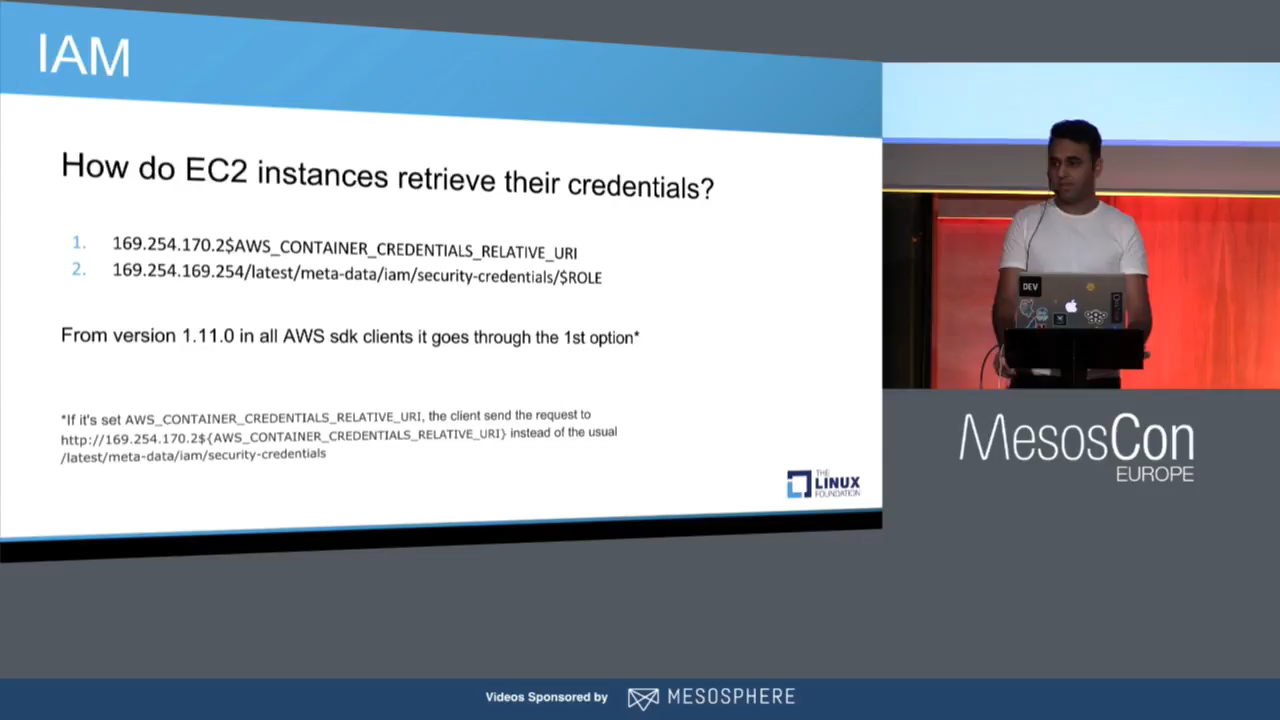 IAM
How do EC2 instances retrieve their credentials?
1. 169.254.170.2$AWS_CONTAINER_CREDENTIALS_RELATIVE_URI
2. 169.254.169.254/latest/meta-data/iam/security-credentials/$ROLE
From version 1.11.0 in all AWS sdk clients it goes through the 1st option*
*If it's set AWS_CONTAINER_CREDENTIALS_RELATIVE_URI, the client send the request to
http://169.254.170.2${AWS_CONTAINER_CREDENTIALS_RELATIVE_URI} instead of the usual
/latest/meta-data/iam/security-credentials
THE
LINUX
FOUNDATION
DEV
MesosCon
EUROPE
Videos Sponsored by MESOSPHERE